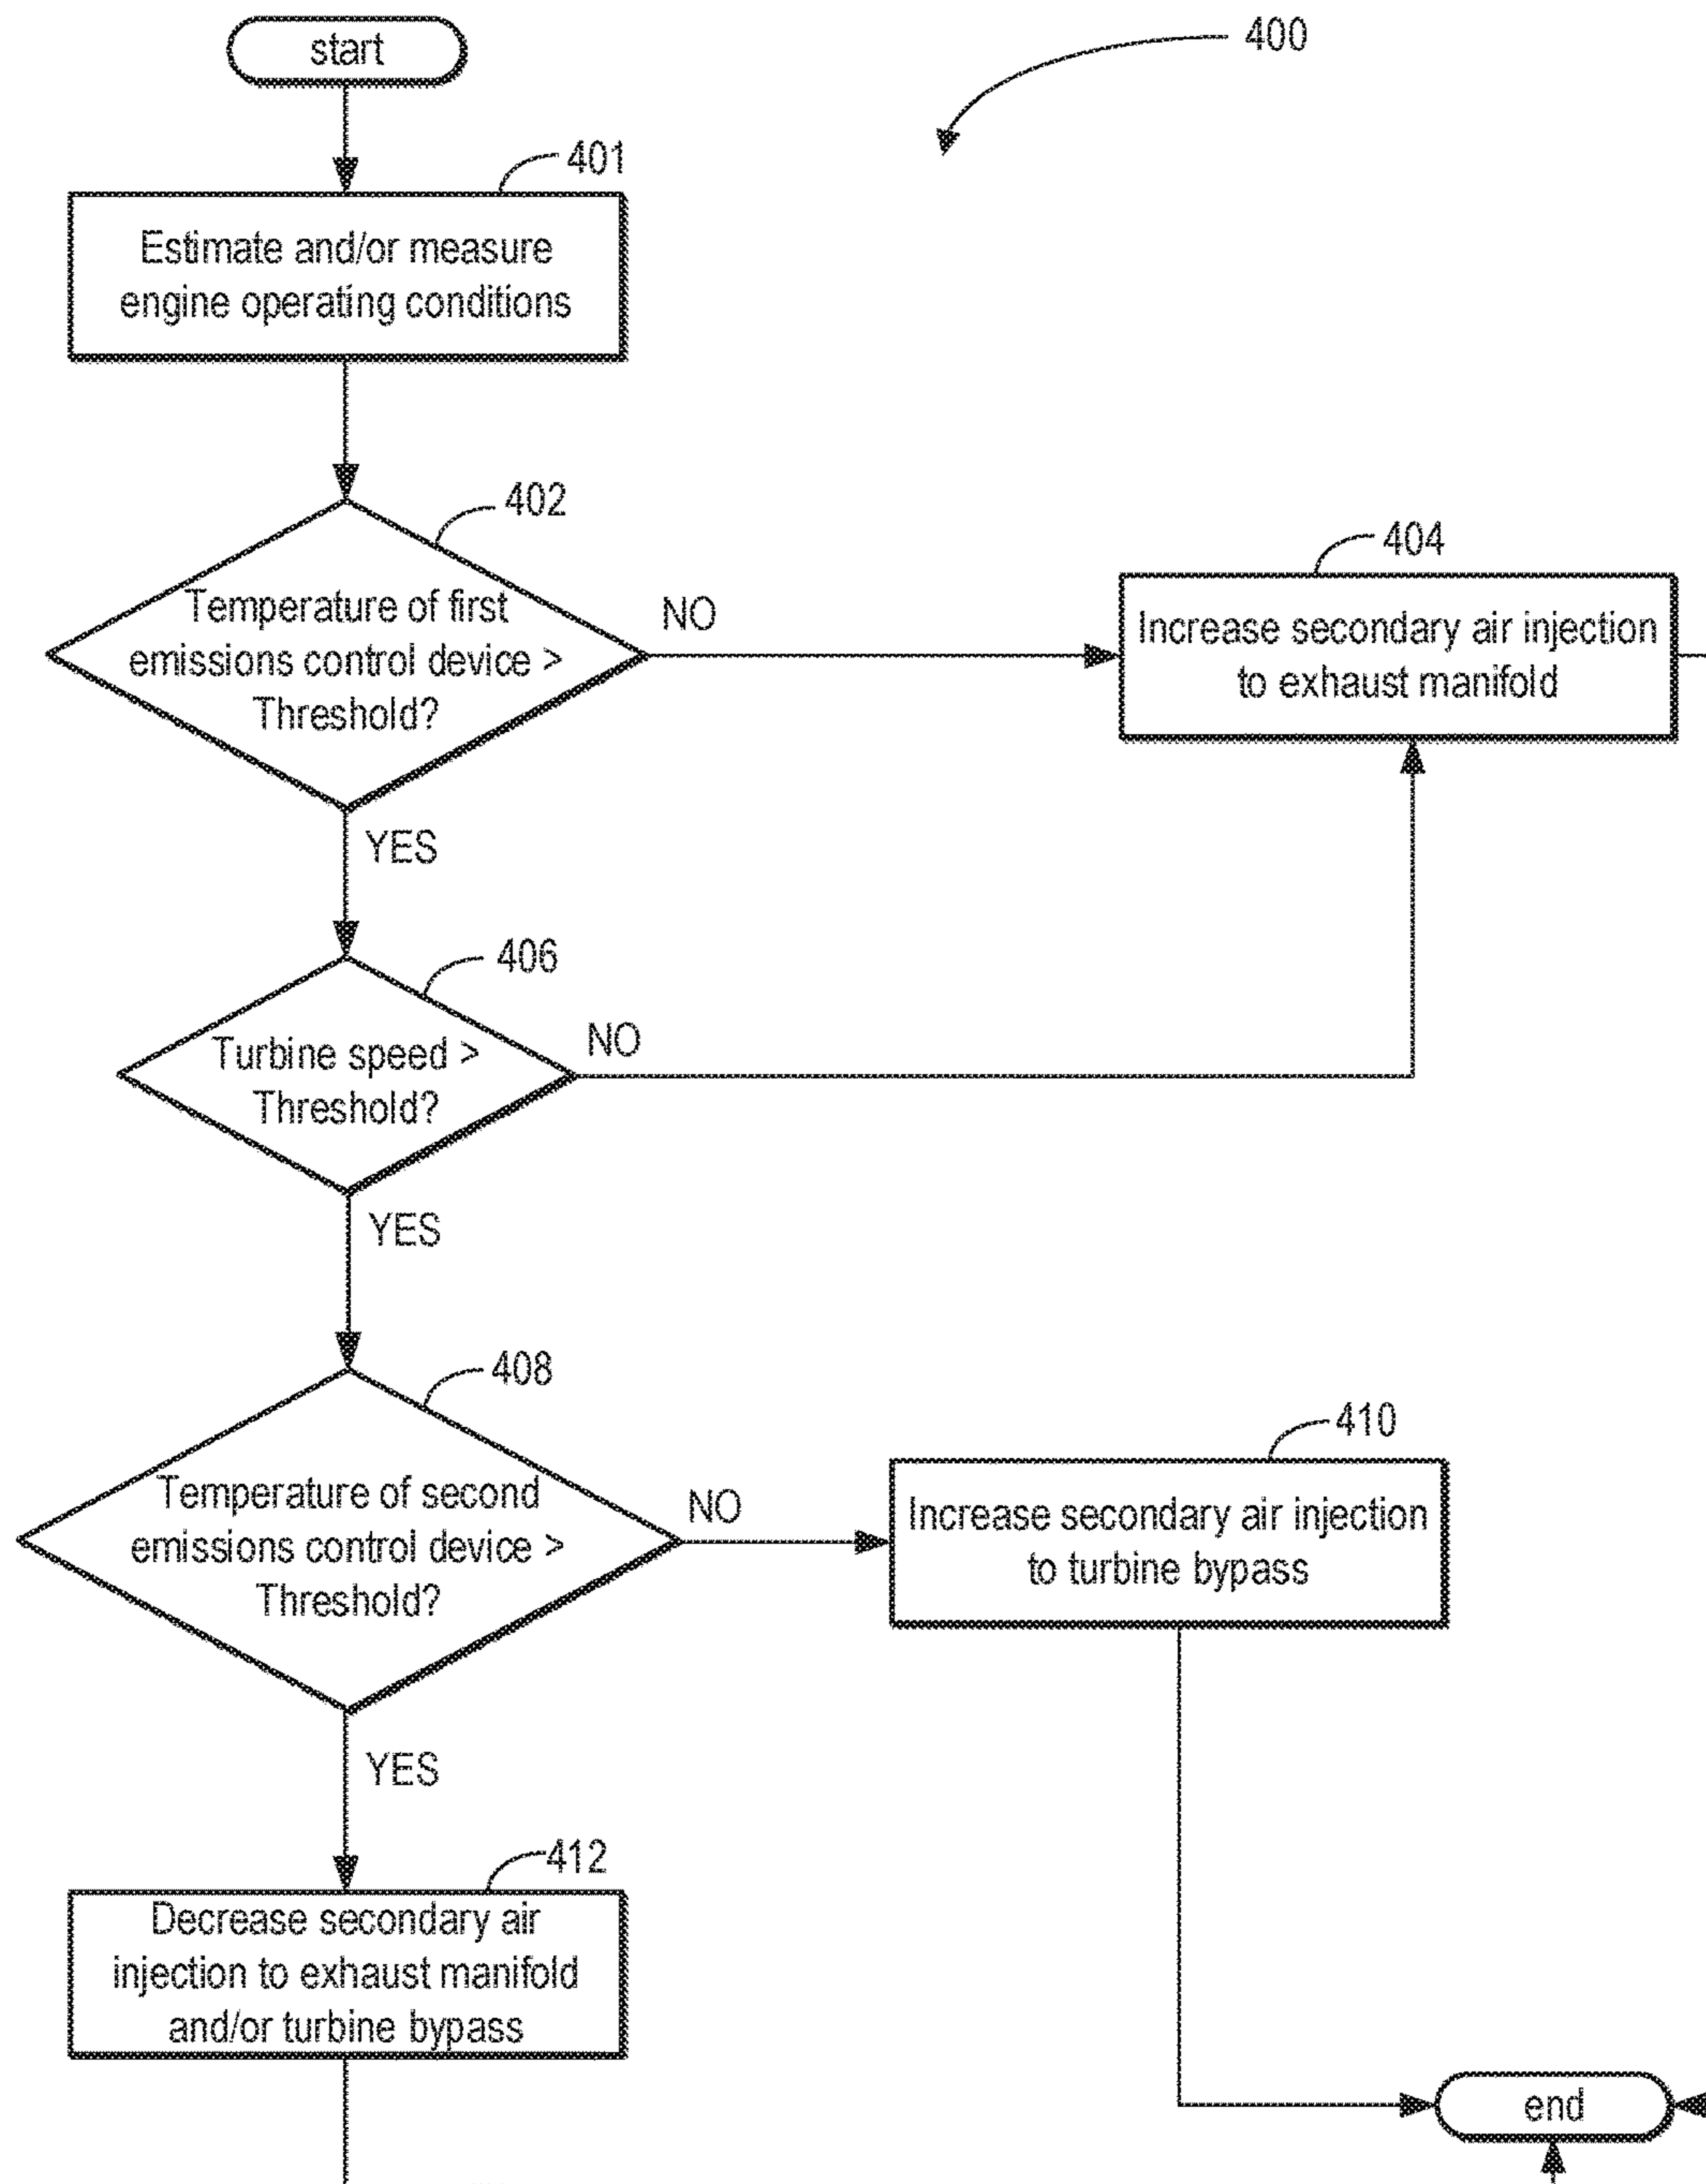 start
400
401
Estimate and/or measure
engine operating conditions
402
Temperature of first
emissions control device >
Threshold?
NO
404
Increase secondary air injection
to exhaust manifold
YES
406
Turbine speed >
Threshold?
NO
YES
408
Temperature of second
emissions control device >
Threshold?
NO
410
Increase secondary air injection
to turbine bypass
YES
412
Decrease secondary air
injection to exhaust manifold
and/or turbine bypass
end